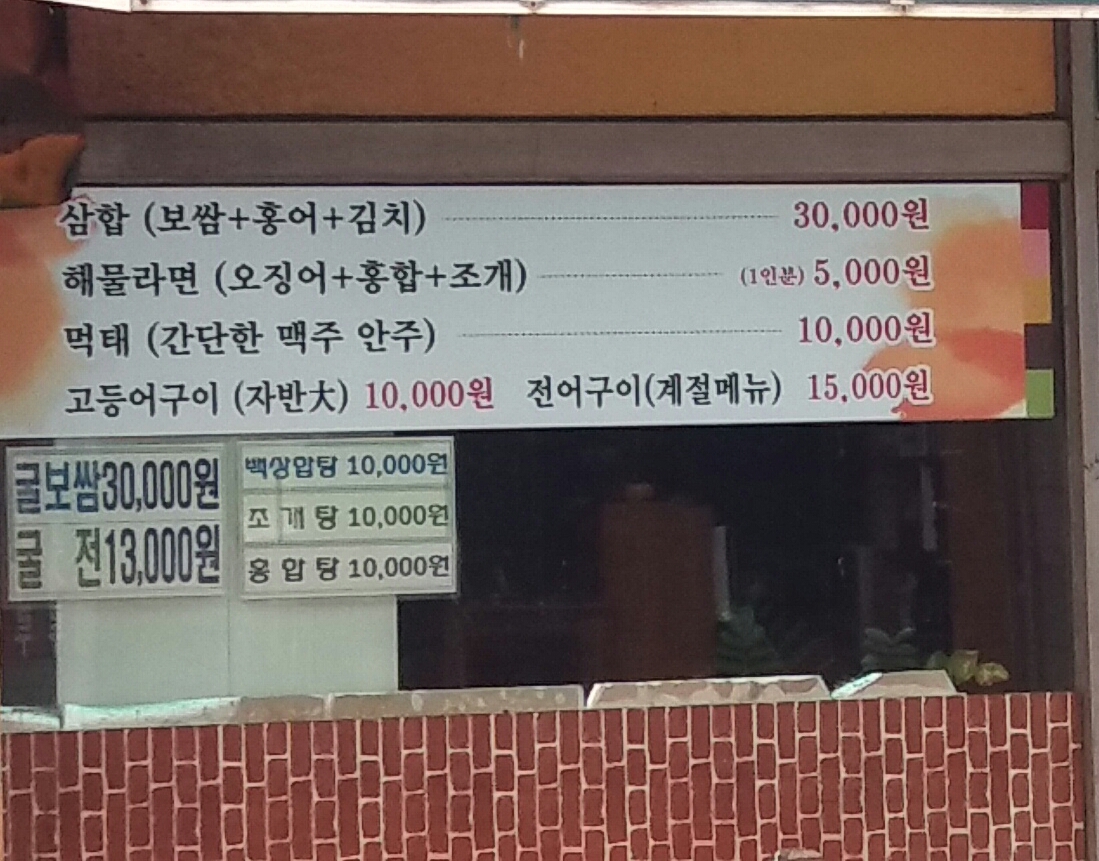 삼합 (보쌈+홍어+김치) 30,000원
해물라면 (오징어+홍합+조개) (1인분) 5,000원
먹태 (간단한 맥주 안주) 10,000원
고등어구이 (자반大) 10,000원 전어구이(계절메뉴) 15,000원
굴보쌈30,000원
굴 전13,000원
백상합탕 10,000원
조 개 탕 10,000원
홍 합 탕 10,000원